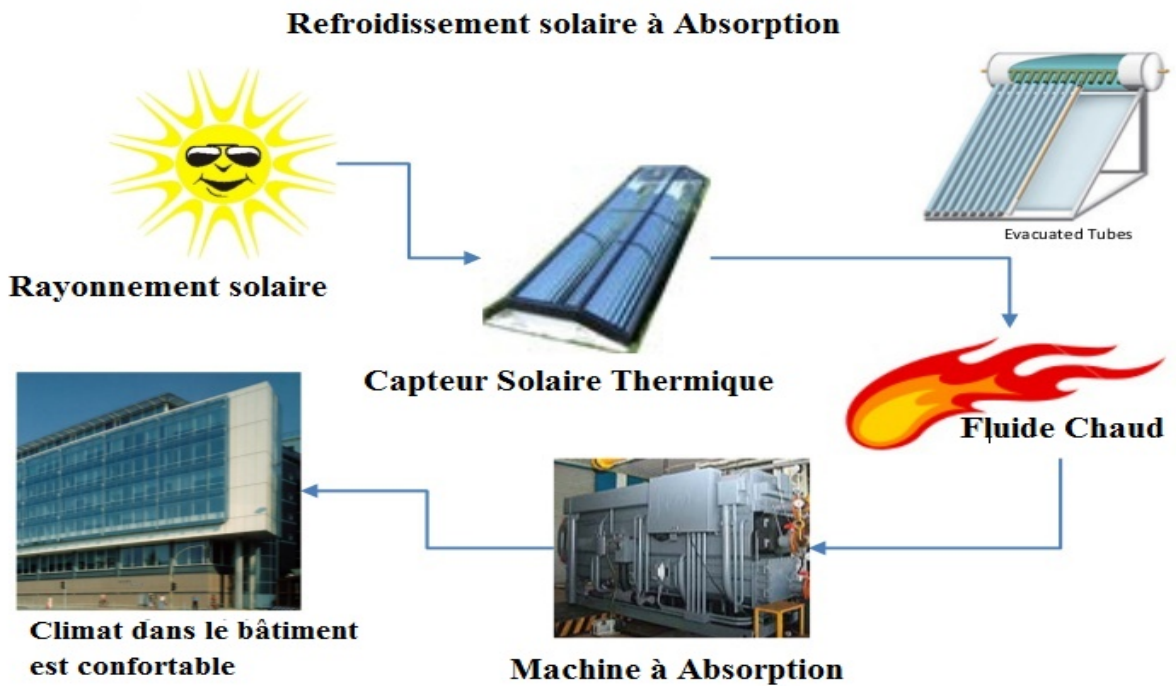 Refroidissement solaire à Absorption
Evacuated Tubes
Rayonnement solaire
Capteur Solaire Thermique
Fluide Chaud
Climat dans le bâtiment
est confortable
Machine à Absorption